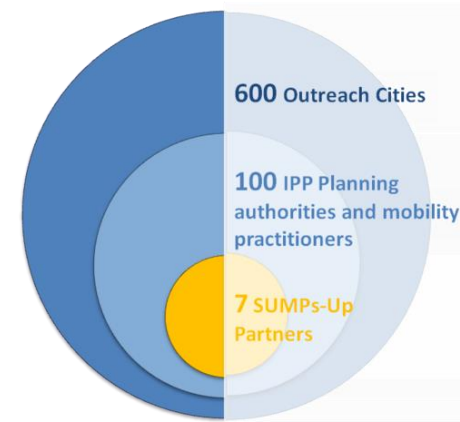 600 Outreach Cities
100 IPP Planning
authorities and mobility
practitioners
7 SUMPs-Up
Partners